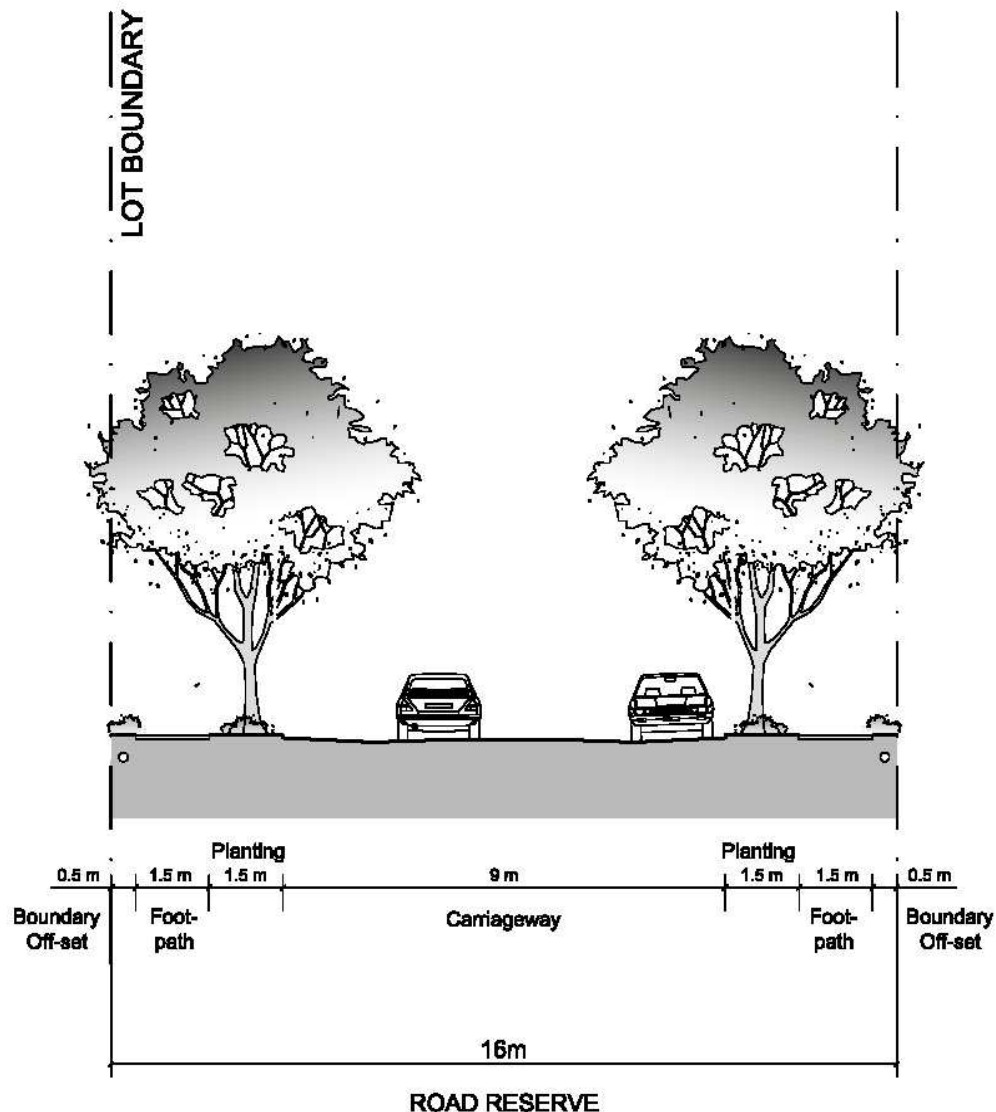 LOT BOUNDARY
Planting
Planting
0.5 m
1.5 m
1.5 m
9 m
1.5 m
1.5 m
0.5 m
Boundary
Off-set
Foot-
path
Carriageway
Foot-
path
Boundary
Off-set
16m
ROAD RESERVE